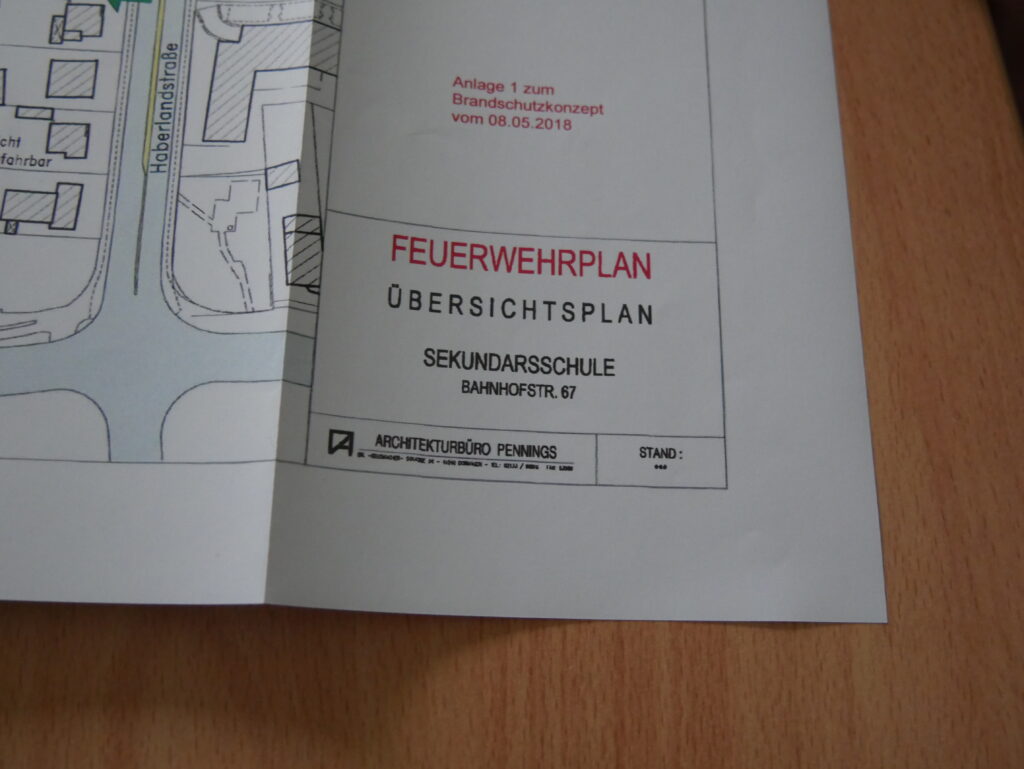 Haberlandstraße
cht
fahrbar
Anlage 1 zum
Brandschutzkonzept
vom 08.05.2018
FEUERWEHRPLAN
ÜBERSICHTSPLAN
SEKUNDARSSCHULE
BAHNHOFSTR. 67
ARCHITEKTURBÜRO PENNINGS
STAND :
***